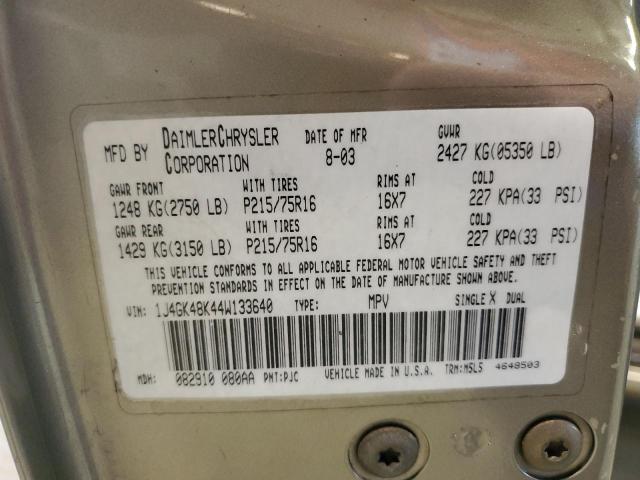 MFD BY DAIMLERCHRYSLER CORPORATION DATE OF MFR 8-03 GVWR 2427 KG(05350 LB)
GAWR FRONT WITH TIRES RIMS AT COLD
1248 KG(2750 LB) P215/75R16 16X7 227 KPA(33 PSI)
GAWR REAR WITH TIRES RIMS AT COLD
1429 KG(3150 LB) P215/75R16 16X7 227 KPA(33 PSI)
THIS VEHICLE CONFORMS TO ALL APPLICABLE FEDERAL MOTOR VEHICLE SAFETY AND THEFT
PREVENTION STANDARDS IN EFFECT ON THE DATE OF MANUFACTURE SHOWN ABOVE.
VIN: 1J4GK48K44W133640 TYPE: MPV SINGLE X DUAL
MDH: 082910 080AA PNT:PJC VEHICLE MADE IN U.S.A. TRM:M5L5 4648503